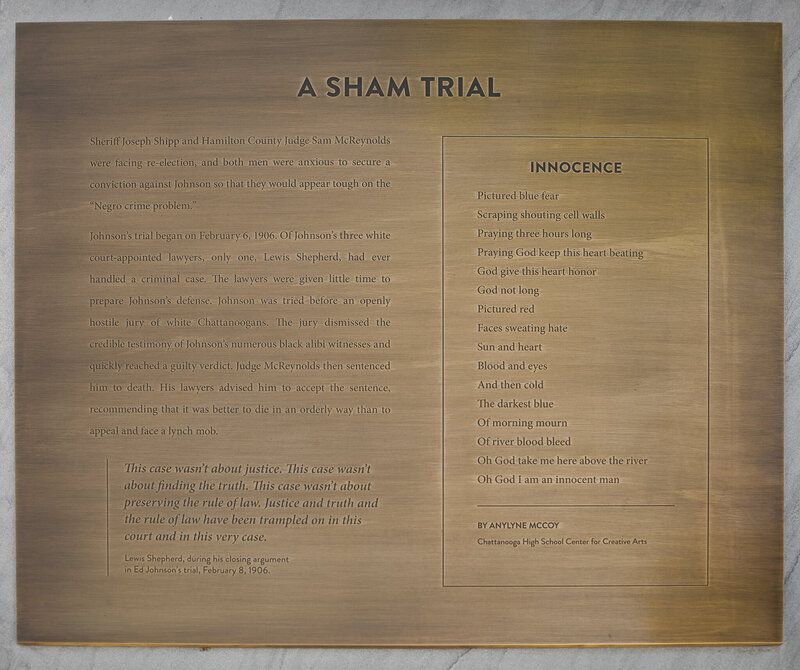 A SHAM TRIAL
Sheriff Joseph Shipp and Hamilton County Judge Sam McReynolds
were facing re-election, and both men were anxious to secure a
conviction against Johnson so that they would appear tough on the
“Negro crime problem.”
Johnson’s trial began on February 6, 1906. Of Johnson’s three white
court-appointed lawyers, only one, Lewis Shepherd, had ever
handled a criminal case. The lawyers were given little time to
prepare Johnson’s defense. Johnson was tried before an openly
hostile jury of white Chattanoogans. The jury dismissed the
credible testimony of Johnson’s numerous black alibi witnesses and
quickly reached a guilty verdict. Judge McReynolds then sentenced
him to death. His lawyers advised him to accept the sentence,
recommending that it was better to die in an orderly way than to
appeal and face a lynch mob.
This case wasn’t about justice. This case wasn’t
about finding the truth. This case wasn’t about
preserving the rule of law. Justice and truth and
the rule of law have been trampled on in this
court and in this very case.
Lewis Shepherd, during his closing argument
in Ed Johnson’s trial, February 8, 1906.
INNOCENCE
Pictured blue fear
Scraping shouting cell walls
Praying three hours long
Praying God keep this heart beating
God give this heart honor
God not long
Pictured red
Faces sweating hate
Sun and heart
Blood and eyes
And then cold
The darkest blue
Of morning mourn
Of river blood bleed
Oh God take me here above the river
Oh God I am an innocent man
BY ANYLYNE MCCOY
Chattanooga High School Center for Creative Arts